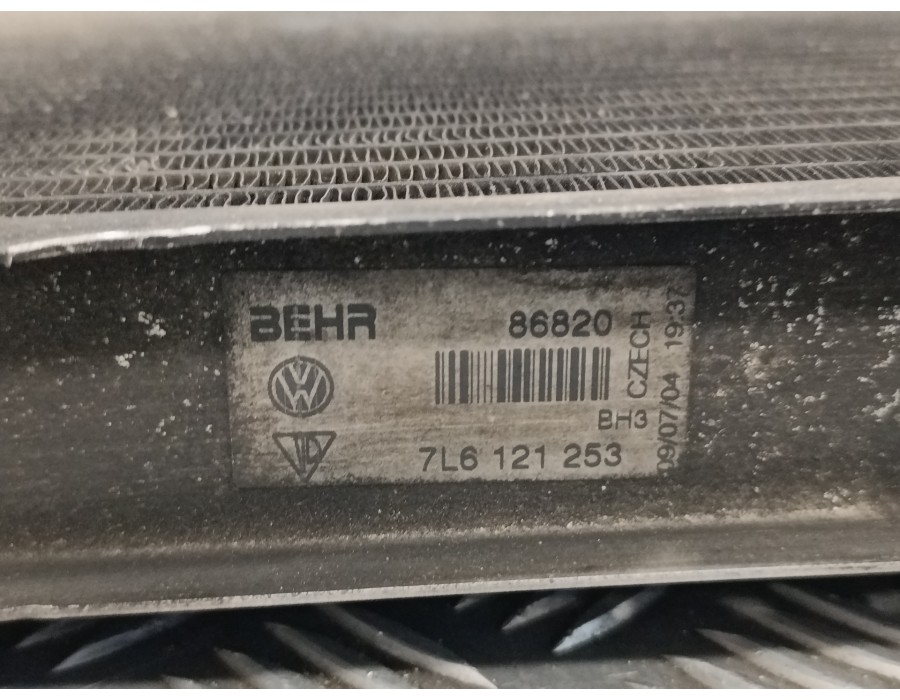 BEHR
86820
BH3
7L6 121 253
CZECH
09/07/04 19:37